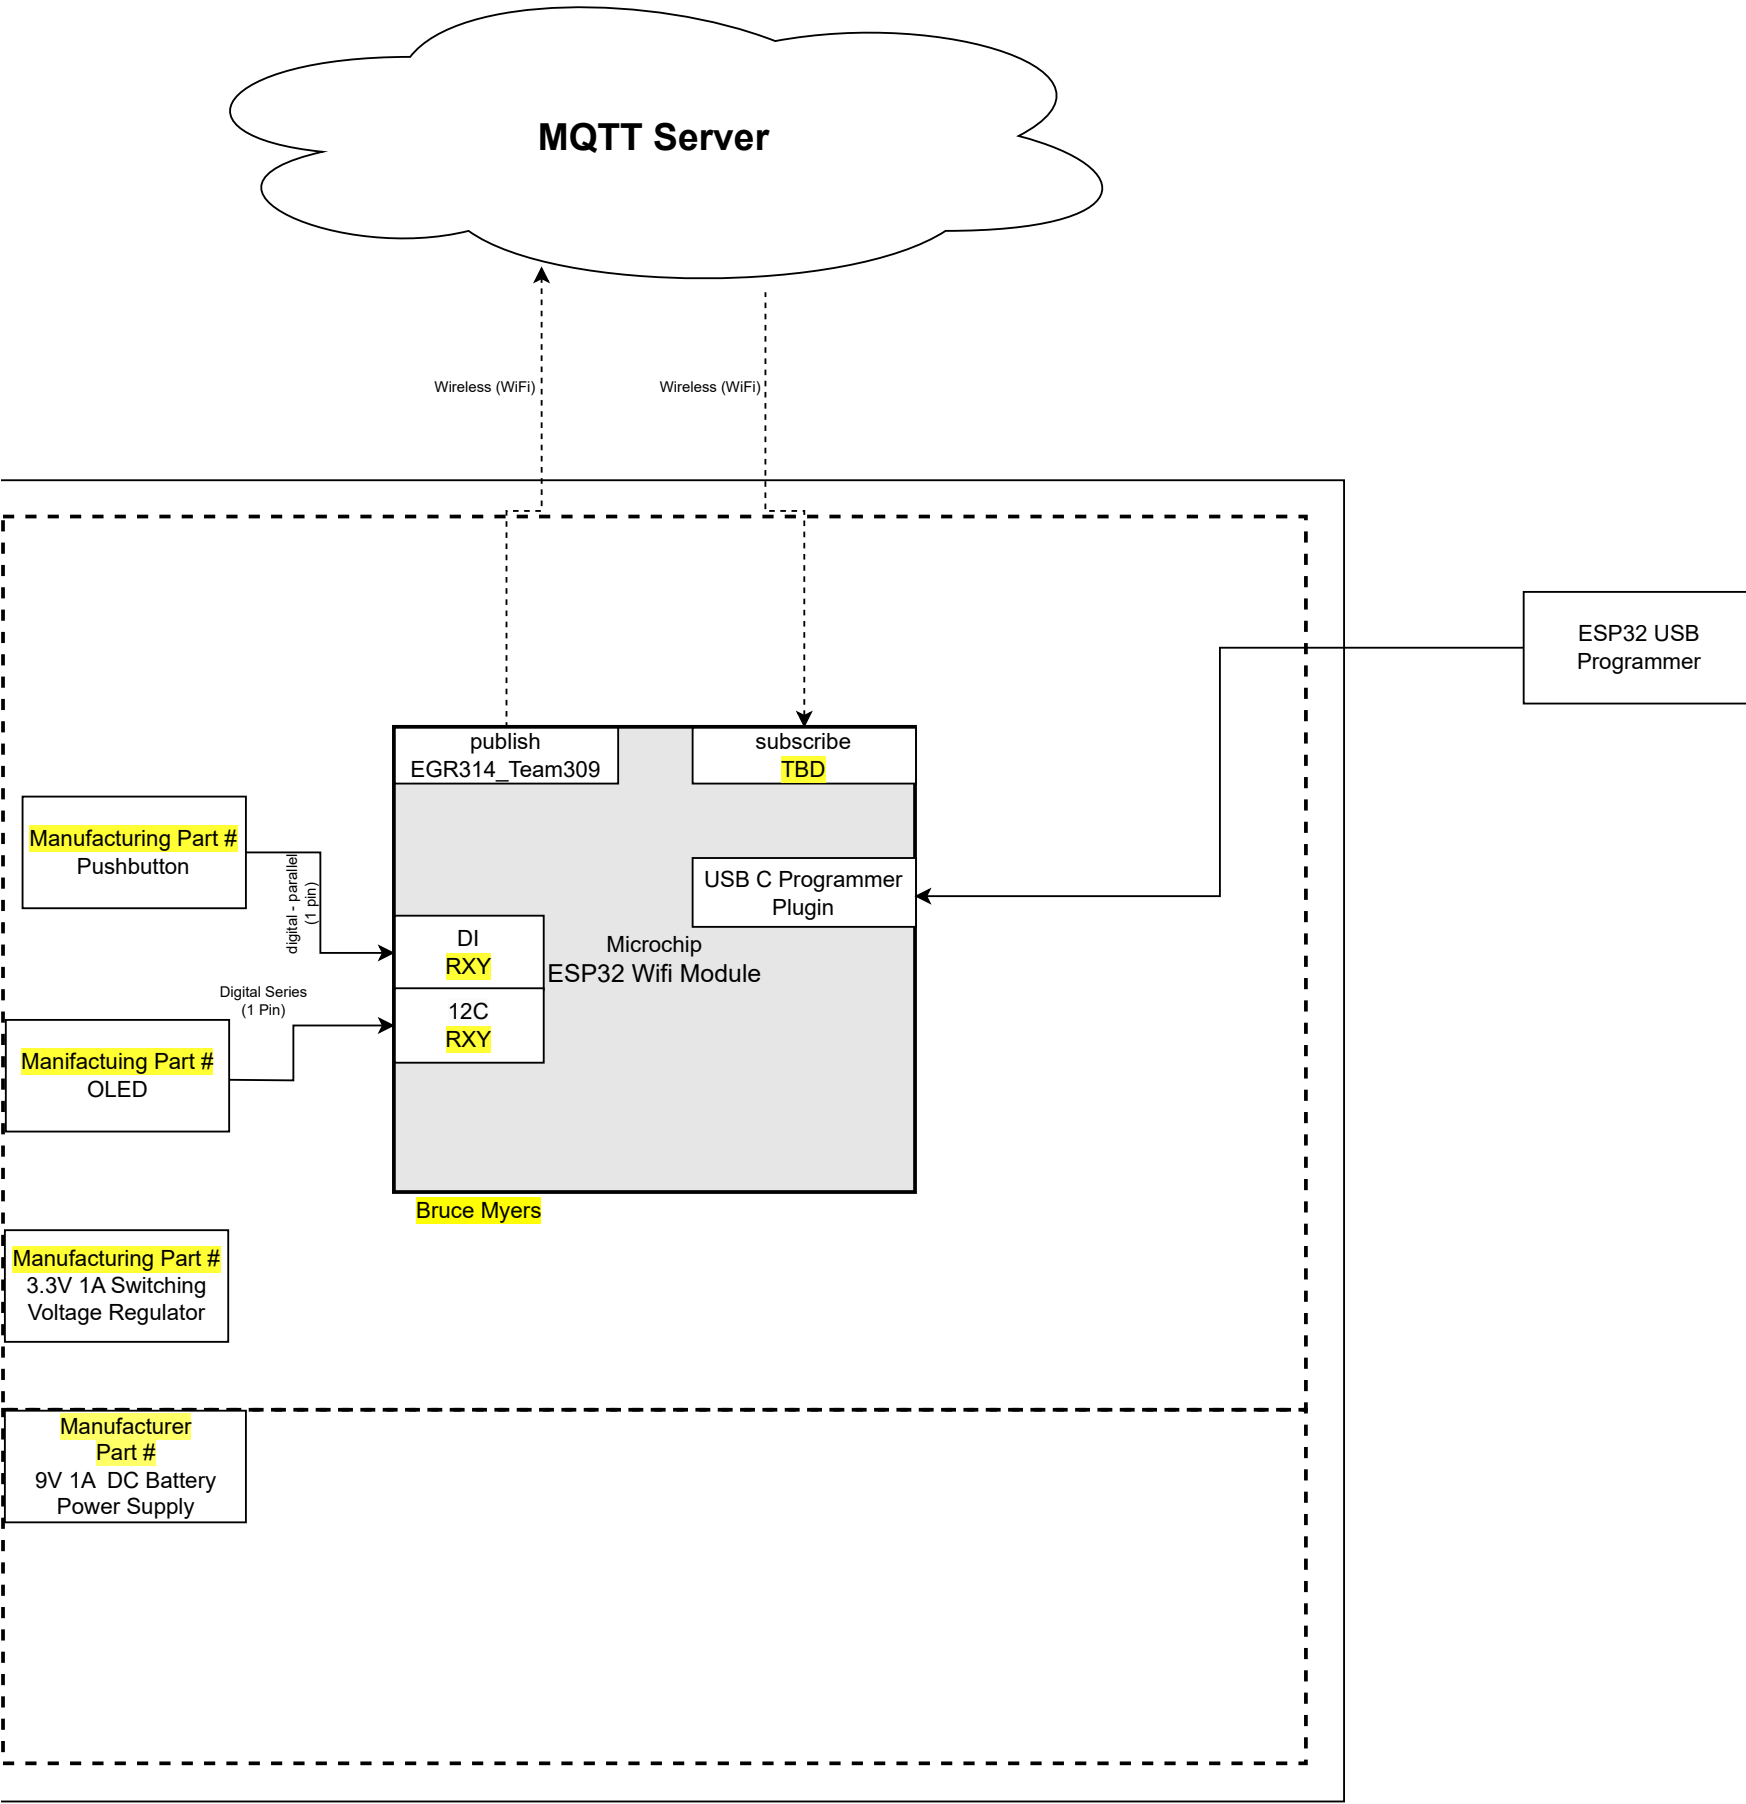 MQTT Server
Wireless (WiFi)
Wireless (WiFi)
ESP32 USB
Programmer
publish
EGR314_Team309
subscribe
TBD
Manufacturing Part #
Pushbutton
digital - parallel
(1 pin)
USB C Programmer
Plugin
DI
RXY
Microchip
ESP32 Wifi Module
Digital Series
(1 Pin)
12C
RXY
Manifactuing Part #
OLED
Bruce Myers
Manufacturing Part #
3.3V 1A Switching
Voltage Regulator
Manufacturer
Part #
9V 1A  DC Battery
Power Supply